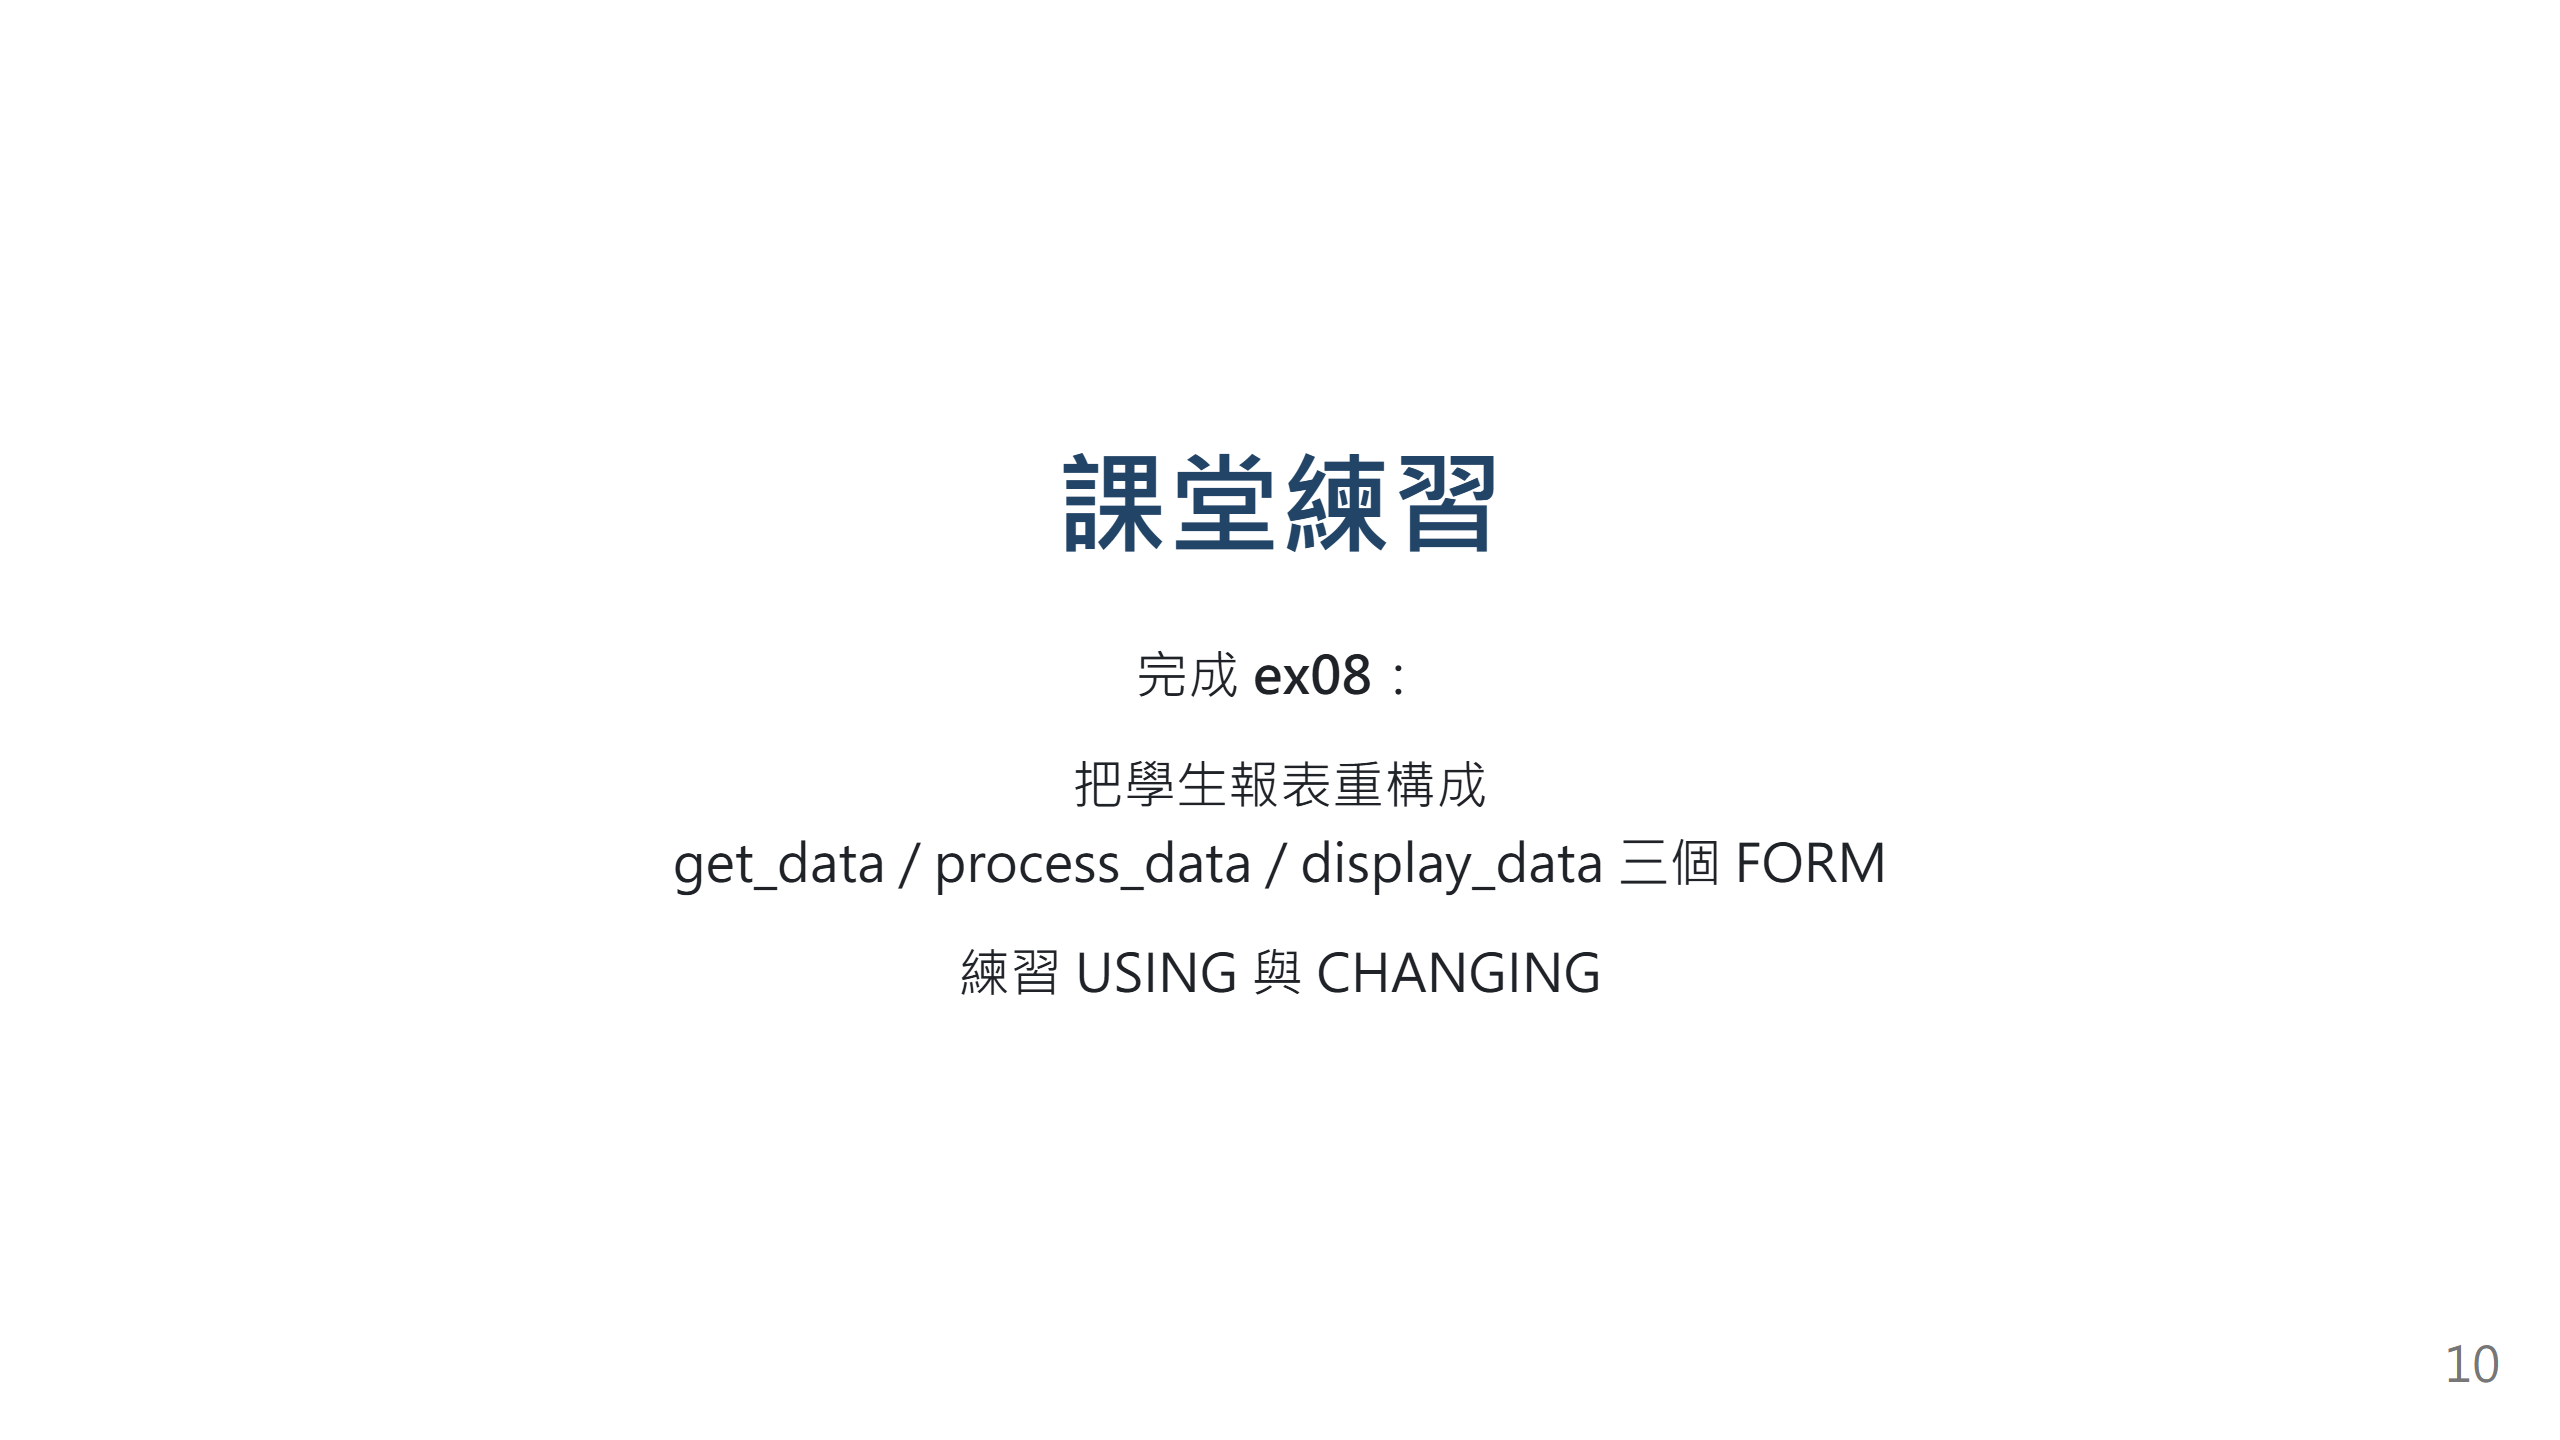 課堂練習
完成 ex08：
把學生報表重構成
get_data / process_data / display_data 三個 FORM
練習 USING 與 CHANGING
10